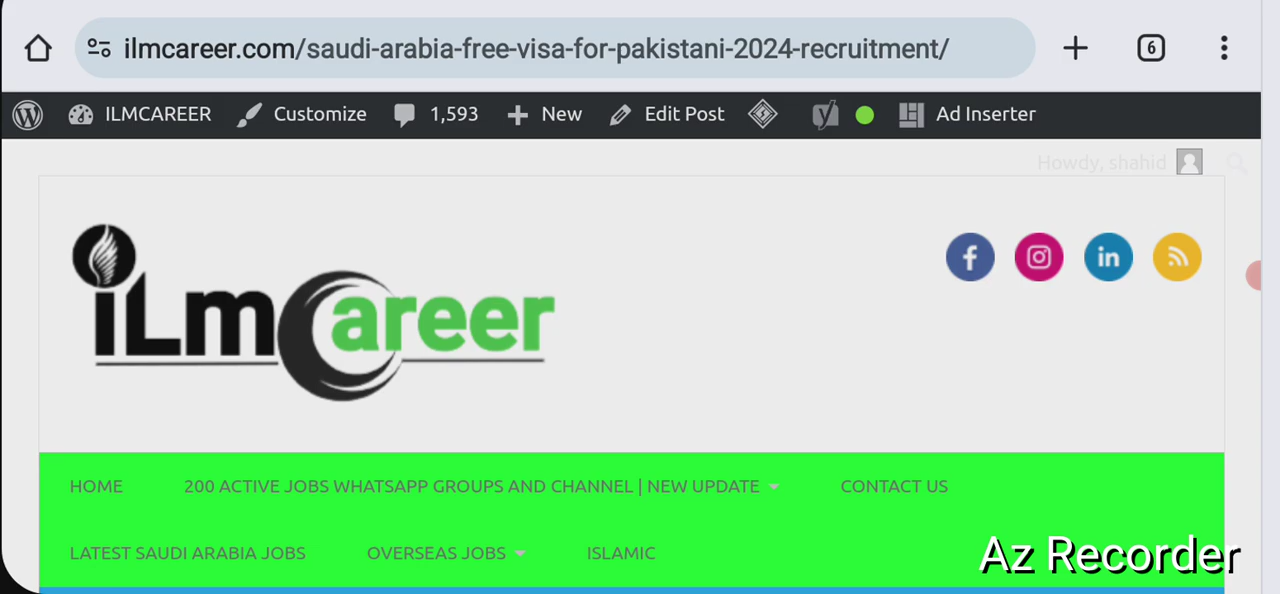 ilmcareer.com/saudi-arabia-free-visa-for-pakistani-2024-recruitment/
6
ILMCAREER Customize 1,593 New Edit Post Ad Inserter
Howdy, shahid
iLmCareer
HOME 200 ACTIVE JOBS WHATSAPP GROUPS AND CHANNEL | NEW UPDATE CONTACT US
LATEST SAUDI ARABIA JOBS OVERSEAS JOBS ISLAMIC
Az Recorder